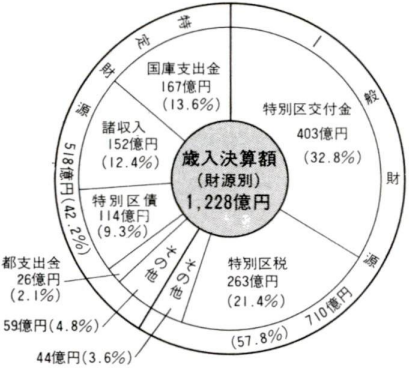 歳入決算額
(財源別)
1,228億円
一般財源
710億円
(57.8%)
特別区交付金
403億円
(32.8%)
特別区税
263億円
(21.4%)
その他
44億円(3.6%)
特定財源
518億円(42.2%)
国庫支出金
167億円
(13.6%)
諸収入
152億円
(12.4%)
特別区債
114億円
(9.3%)
都支出金
26億円
(2.1%)
その他
59億円(4.8%)